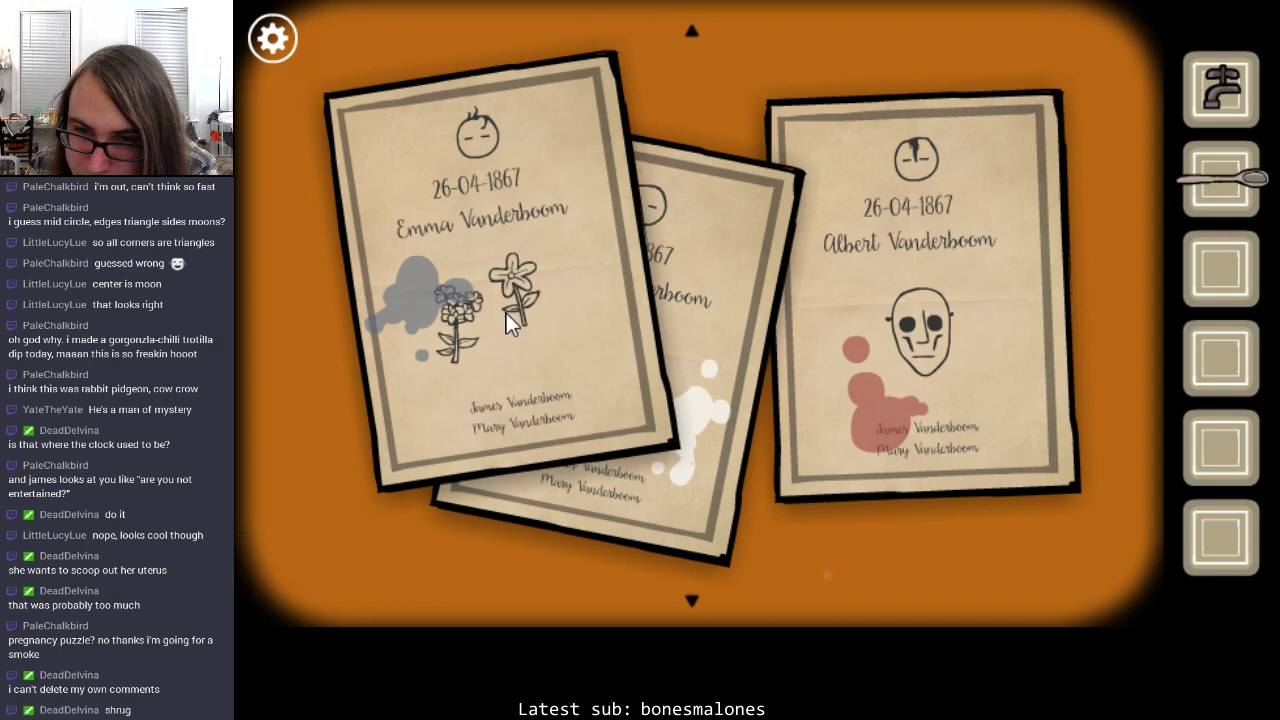 PaleChalkbird i'm out, can't think so fast
PaleChalkbird
i guess mid circle, edges triangle sides moons?
LittleLucyLue so all corners are triangles
PaleChalkbird guessed wrong
LittleLucyLue center is moon
LittleLucyLue that looks right
PaleChalkbird
oh god why. i made a gorgonzla-chilli trotilla
dip today, maaan this is so freakin hooot
PaleChalkbird
i think this was rabbit pidgeon, cow crow
YateTheYate He's a man of mystery
DeadDelvina
is that where the clock used to be?
PaleChalkbird
and james looks at you like "are you not
entertained?"
DeadDelvina do it
LittleLucyLue nope, looks cool though
DeadDelvina
she wants to scoop out her uterus
DeadDelvina
that was probably too much
PaleChalkbird
pregnancy puzzle? no thanks i'm going for a
smoke
DeadDelvina
i can't delete my own comments
DeadDelvina shrug
26-04-1867
Emma Vanderboom
James Vanderboom
Mary Vanderboom
867
rboom
Vanderboom
Mary Vanderboom
26-04-1867
Albert Vanderboom
James Vanderboom
Mary Vanderboom
Latest sub: bonesmalones